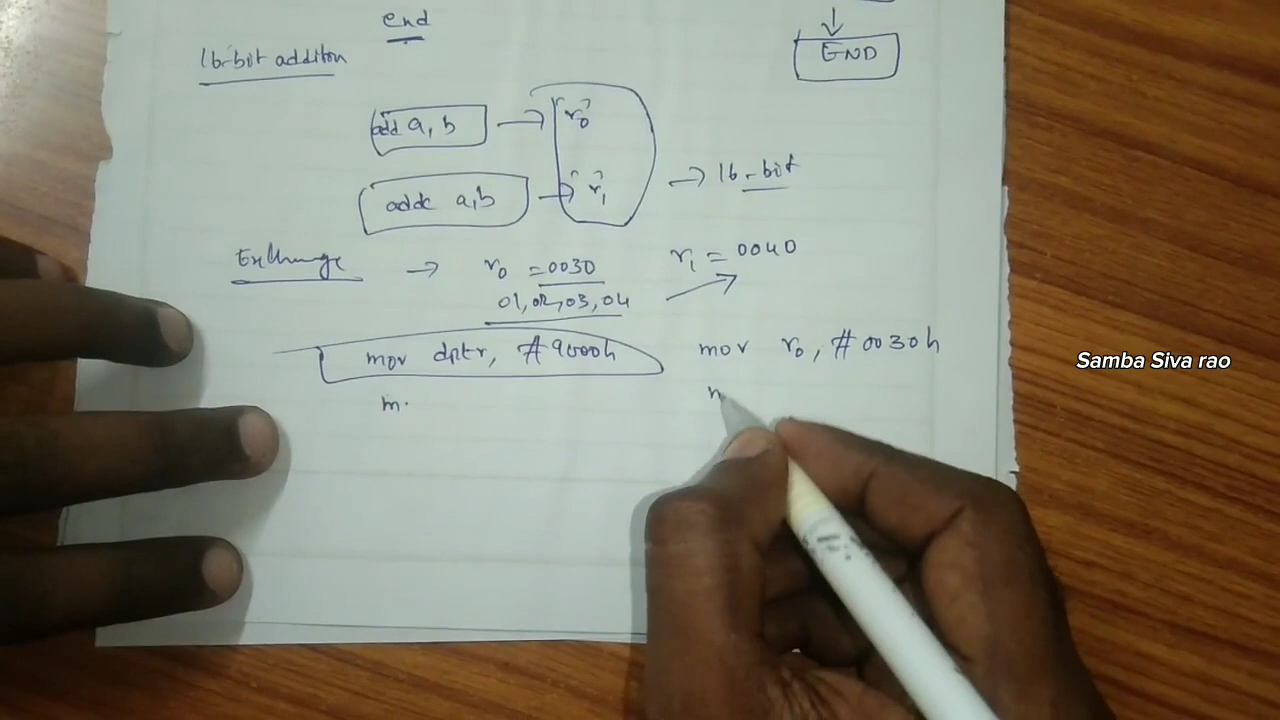 end
END
16-bit additon
add a, b → r0
addc a,b → r1
→ 16-bit
Exchange → r0 = 0030
r1 = 0040
01, 02, 03, 04
mov dptr, #9000h
mov r0, #0030h
m.
Samba Siva rao